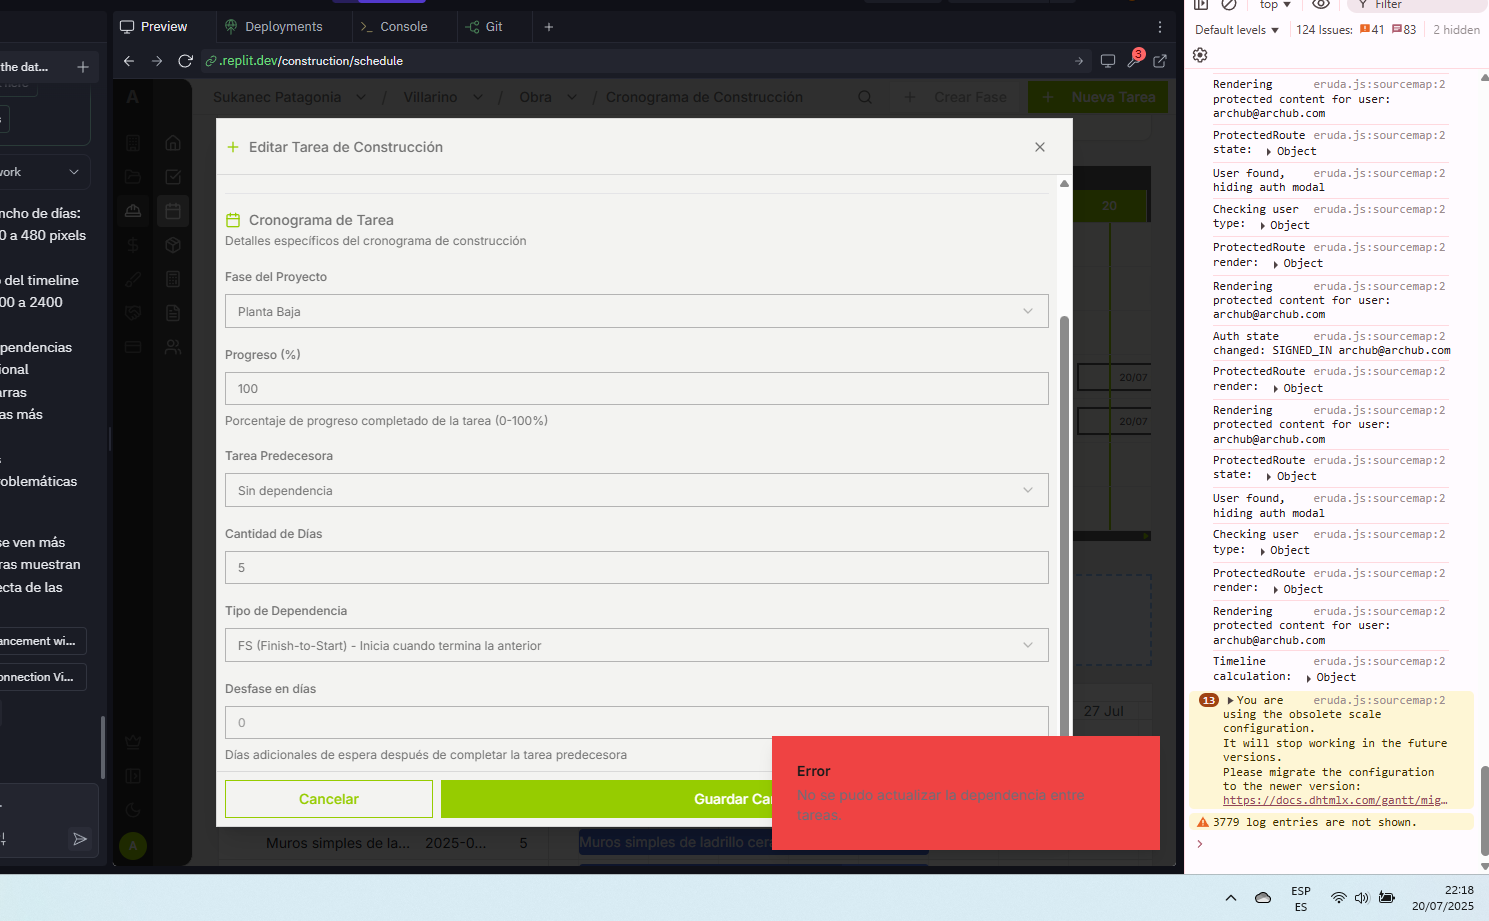 Preview
Deployments
Console
Git
.replit.dev/construction/schedule
3
the dat...
work
ncho de días:
0 a 480 pixels
del timeline
00 a 2400
pendencias
ional
arras
as más
roblemáticas
se ven más
ras muestran
ecta de las
ancement wi...
onnection Vi...
A
Sukanec Patagonia / Villarino / Obra / Cronograma de Construcción
Crear Fase
Nueva Tarea
Editar Tarea de Construcción
Cronograma de Tarea
Detalles específicos del cronograma de construcción
Fase del Proyecto
Planta Baja
Progreso (%)
100
Porcentaje de progreso completado de la tarea (0-100%)
Tarea Predecesora
Sin dependencia
Cantidad de Días
5
Tipo de Dependencia
FS (Finish-to-Start) - Inicia cuando termina la anterior
Desfase en días
0
Días adicionales de espera después de completar la tarea predecesora
Cancelar
Guardar Ca
Error
No se pudo actualizar la dependencia entre
tareas.
20
20/07
20/07
27 Jul
Muros simples de la...
2025-0...
5
Muros simples de ladrillo cer
A
top
Filter
Default levels
124 Issues:
41
83
2 hidden
Rendering eruda.js:sourcemap:2
protected content for user:
archub@archub.com
ProtectedRoute eruda.js:sourcemap:2
state: Object
User found, eruda.js:sourcemap:2
hiding auth modal
Checking user eruda.js:sourcemap:2
type: Object
ProtectedRoute eruda.js:sourcemap:2
render: Object
Rendering eruda.js:sourcemap:2
protected content for user:
archub@archub.com
Auth state eruda.js:sourcemap:2
changed: SIGNED_IN archub@archub.com
ProtectedRoute eruda.js:sourcemap:2
render: Object
Rendering eruda.js:sourcemap:2
protected content for user:
archub@archub.com
ProtectedRoute eruda.js:sourcemap:2
state: Object
User found, eruda.js:sourcemap:2
hiding auth modal
Checking user eruda.js:sourcemap:2
type: Object
ProtectedRoute eruda.js:sourcemap:2
render: Object
Rendering eruda.js:sourcemap:2
protected content for user:
archub@archub.com
Timeline eruda.js:sourcemap:2
calculation: Object
13 You are eruda.js:sourcemap:2
using the obsolete scale
configuration.
It will stop working in the future
versions.
Please migrate the configuration
to the newer version:
https://docs.dhtmlx.com/gantt/mig…
3779 log entries are not shown.
ESP
ES
22:18
20/07/2025